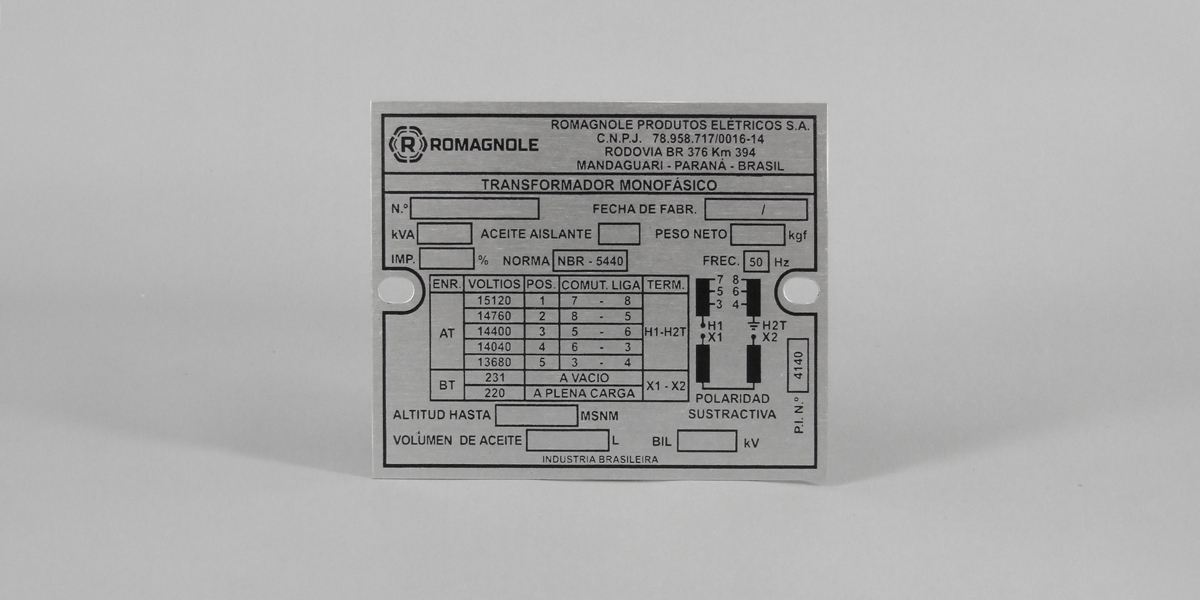 R ROMAGNOLE
ROMAGNOLE PRODUTOS ELÉTRICOS S.A.
C.N.P.J. 78.958.717/0016-14
RODOVIA BR 376 Km 394
MANDAGUARI - PARANÁ - BRASIL
TRANSFORMADOR MONOFÁSICO
N.º FECHA DE FABR. /
kVA ACEITE AISLANTE PESO NETO kgf
IMP. % NORMA NBR - 5440 FREC. 50 Hz
ENR. VOLTIOS POS. COMUT. LIGA TERM.
AT
15120 1 7 - 8
14760 2 8 - 5
14400 3 5 - 6
14040 4 6 - 3
13680 5 3 - 4
H1-H2T
BT
231 A VACIO
220 A PLENA CARGA
X1 - X2
7 8
5 6
3 4
H1 H2T
X1 X2
POLARIDAD
SUSTRACTIVA
P.I. N.º 4140
ALTITUD HASTA MSNM
VOLÚMEN DE ACEITE L BIL kV
INDUSTRIA BRASILEIRA